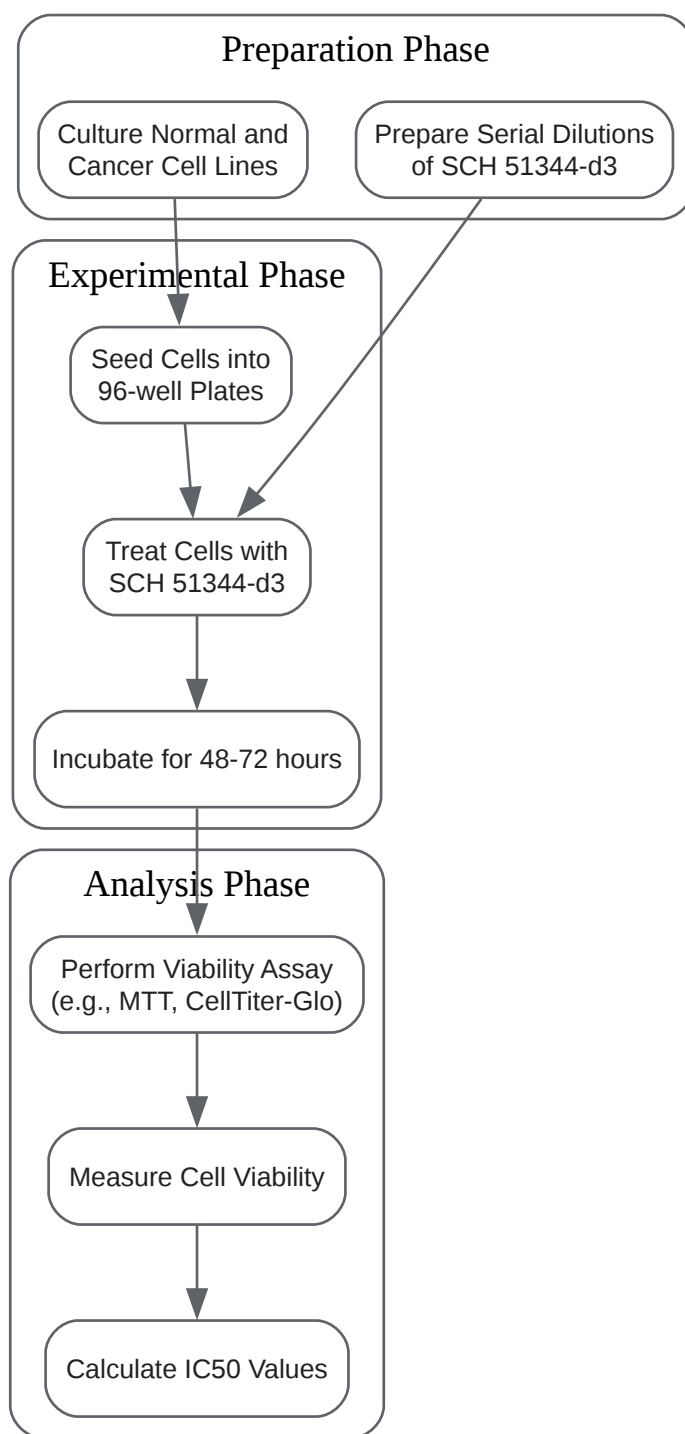 Preparation Phase
Culture Normal and
Cancer Cell Lines
Prepare Serial Dilutions
of SCH 51344-d3
Experimental Phase
Seed Cells into
96-well Plates
Treat Cells with
SCH 51344-d3
Incubate for 48-72 hours
Analysis Phase
Perform Viability Assay
(e.g., MTT, CellTiter-Glo)
Measure Cell Viability
Calculate IC50 Values